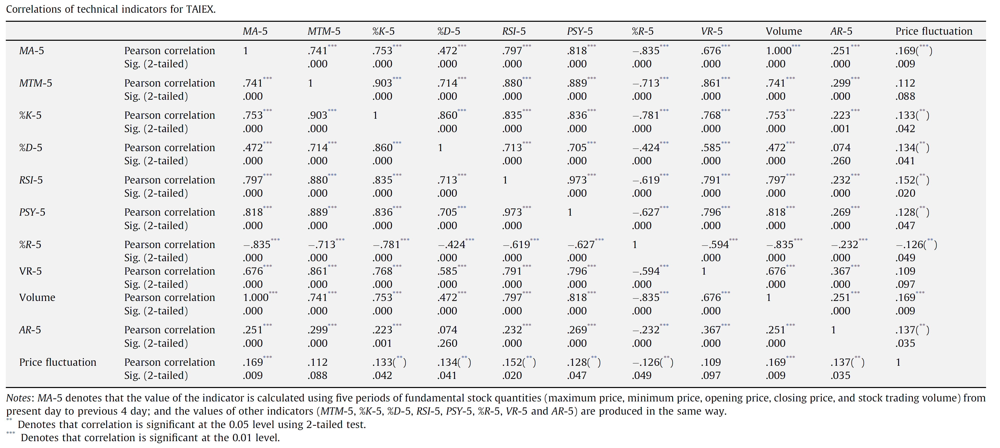 Correlations of technical indicators for TAIEX.
MA-5 MTM-5 %K-5 %D-5 RSI-5 PSY-5 %R-5 VR-5 Volume AR-5 Price fluctuation
MA-5 Pearson correlation 1 .741*** .753*** .472*** .797*** .818*** −.835*** .676*** 1.000*** .251*** .169(***)
Sig. (2-tailed) .000 .000 .000 .000 .000 .000 .000 .000 .000 .009
MTM-5 Pearson correlation .741*** 1 .903*** .714*** .880*** .889*** −.713*** .861*** .741*** .299*** .112
Sig. (2-tailed) .000 .000 .000 .000 .000 .000 .000 .000 .000 .088
%K-5 Pearson correlation .753*** .903*** 1 .860*** .835*** .836*** −.781*** .768*** .753*** .223*** .133(**)
Sig. (2-tailed) .000 .000 .000 .000 .000 .000 .000 .000 .001 .042
%D-5 Pearson correlation .472*** .714*** .860*** 1 .713*** .705*** −.424*** .585*** .472*** .074 .134(**)
Sig. (2-tailed) .000 .000 .000 .000 .000 .000 .000 .000 .260 .041
RSI-5 Pearson correlation .797*** .880*** .835*** .713*** 1 .973*** −.619*** .791*** .797*** .232*** .152(**)
Sig. (2-tailed) .000 .000 .000 .000 .000 .000 .000 .000 .000 .020
PSY-5 Pearson correlation .818*** .889*** .836*** .705*** .973*** 1 −.627*** .796*** .818*** .269*** .128(**)
Sig. (2-tailed) .000 .000 .000 .000 .000 .000 .000 .000 .000 .047
%R-5 Pearson correlation −.835*** −.713*** −.781*** −.424*** −.619*** −.627*** 1 −.594*** −.835*** −.232*** −.126(**)
Sig. (2-tailed) .000 .000 .000 .000 .000 .000 .000 .000 .000 .049
VR-5 Pearson correlation .676*** .861*** .768*** .585*** .791*** .796*** −.594*** 1 .676*** .367*** .109
Sig. (2-tailed) .000 .000 .000 .000 .000 .000 .000 .000 .000 .097
Volume Pearson correlation 1.000*** .741*** .753*** .472*** .797*** .818*** −.835*** .676*** 1 .251*** .169***
Sig. (2-tailed) .000 .000 .000 .000 .000 .000 .000 .000 .000 .009
AR-5 Pearson correlation .251*** .299*** .223*** .074 .232*** .269*** −.232*** .367*** .251*** 1 .137(**)
Sig. (2-tailed) .000 .000 .001 .260 .000 .000 .000 .000 .000 .035
Price fluctuation Pearson correlation .169*** .112 .133(**) .134(**) .152(**) .128(**) −.126(**) .109 .169*** .137(**) 1
Sig. (2-tailed) .009 .088 .042 .041 .020 .047 .049 .097 .009 .035
Notes: MA-5 denotes that the value of the indicator is calculated using five periods of fundamental stock quantities (maximum price, minimum price, opening price, closing price, and stock trading volume) from
present day to previous 4 day; and the values of other indicators (MTM-5, %K-5, %D-5, RSI-5, PSY-5, %R-5, VR-5 and AR-5) are produced in the same way.
** Denotes that correlation is significant at the 0.05 level using 2-tailed test.
*** Denotes that correlation is significant at the 0.01 level.